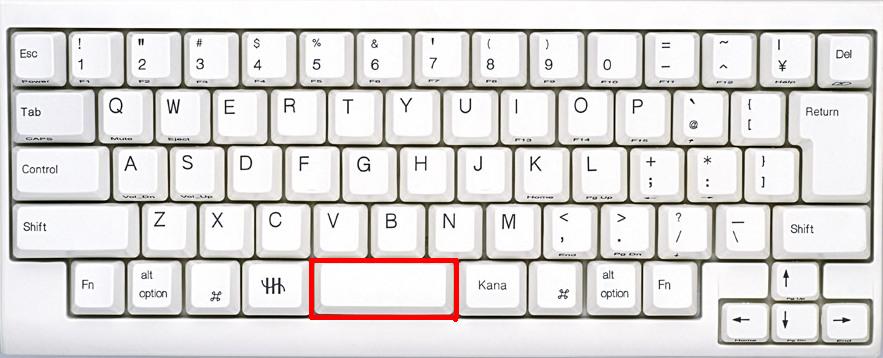 ! " # $ % & ' ( ) = ~ |
Esc 1 2 3 4 5 6 7 8 9 0 - ^ ¥ Del
Power F1 F2 F3 F4 F5 F6 F7 F8 F9 F10 F11 F12 Help
Tab Q W E R T Y U I O P ` @ { [ Return
CAPS Mute Eject F13 F14 F15
Control A S D F G H J K L + ; * : } ]
Vol_Dn Vol_Up Home Pg Up ← →
Shift Z X C V B N M < , > . ? / _ \ Shift
End Pg Dn ↓
Fn alt option ⌘ Kana ⌘ alt option Fn ↑
Pg Up
← ↓ →
Home Pg Dn End